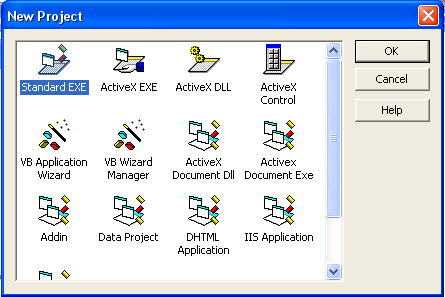 New Project
OK
Cancel
Help
Standard EXE
ActiveX EXE
ActiveX DLL
ActiveX
Control
VB Application
Wizard
VB Wizard
Manager
ActiveX
Document Dll
Activex
Document Exe
Addin
Data Project
DHTML
Application
IIS Application